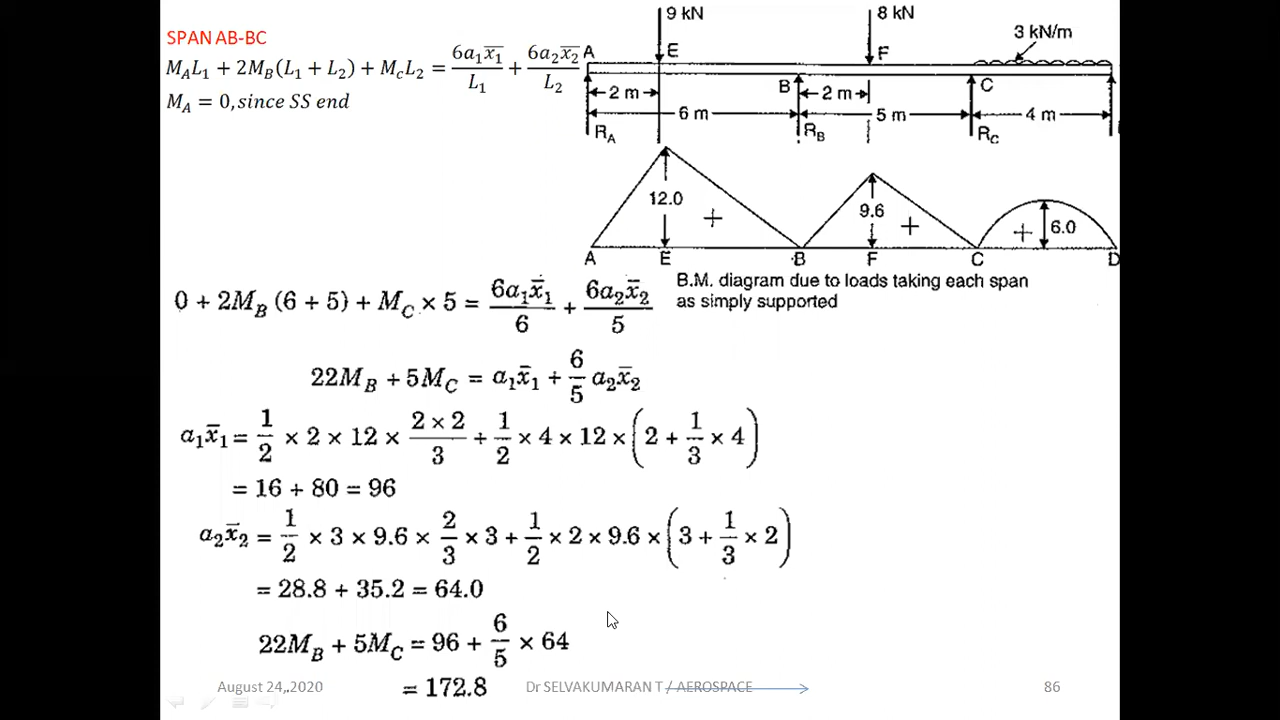 SPAN AB-BC
M_A L_1 + 2M_B(L_1 + L_2) + M_c L_2 = 6a_1x̄_1/L_1 + 6a_2x̄_2/L_2
M_A = 0, since SS end
9 kN
8 kN
3 kN/m
A
E
F
B
C
2 m
2 m
6 m
5 m
4 m
R_A
R_B
R_C
12.0
+
9.6
+
+
6.0
A E B F C D
B.M. diagram due to loads taking each span
as simply supported
0 + 2M_B (6 + 5) + M_C × 5 = 6a_1x̄_1/6 + 6a_2x̄_2/5
22M_B + 5M_C = a_1x̄_1 + 6/5 a_2x̄_2
a_1x̄_1 = 1/2 × 2 × 12 × 2 × 2/3 + 1/2 × 4 × 12 × (2 + 1/3 × 4)
= 16 + 80 = 96
a_2x̄_2 = 1/2 × 3 × 9.6 × 2/3 × 3 + 1/2 × 2 × 9.6 × (3 + 1/3 × 2)
= 28.8 + 35.2 = 64.0
22M_B + 5M_C = 96 + 6/5 × 64
= 172.8
August 24, 2020
Dr SELVAKUMARAN T / AEROSPACE
86